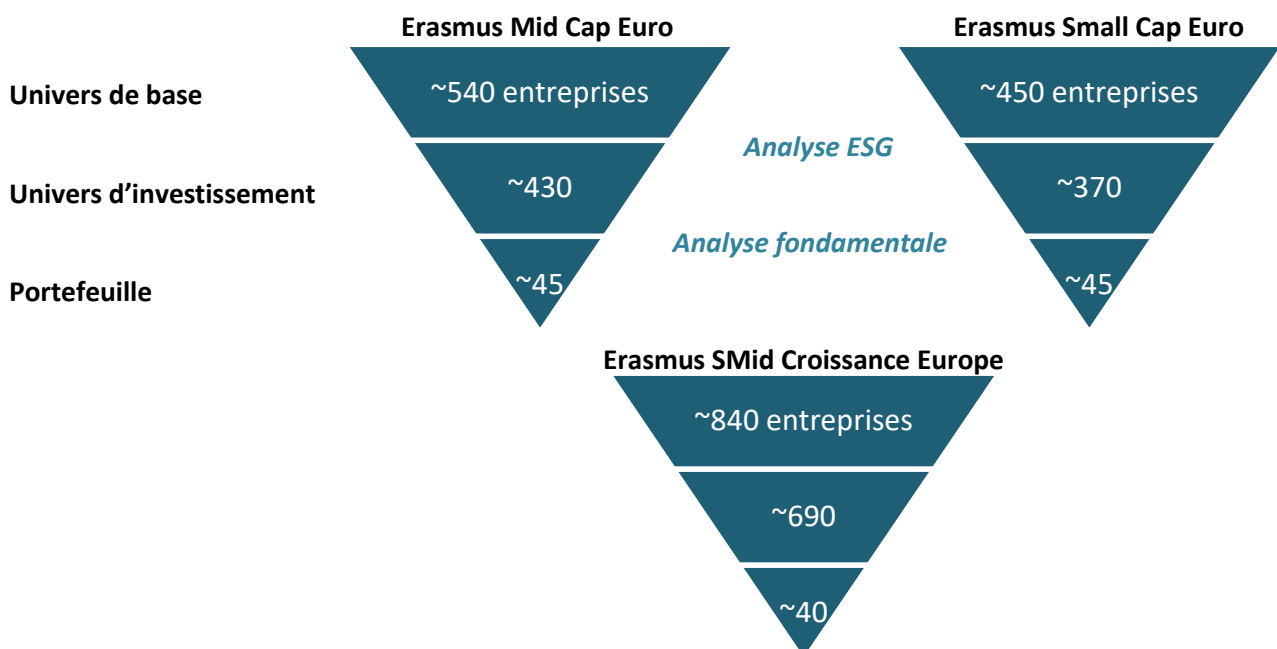 Erasmus Mid Cap Euro
Erasmus Small Cap Euro
Univers de base
~540 entreprises
~450 entreprises
Analyse ESG
Univers d’investissement
~430
~370
Analyse fondamentale
Portefeuille
~45
~45
Erasmus SMid Croissance Europe
~840 entreprises
~690
~40